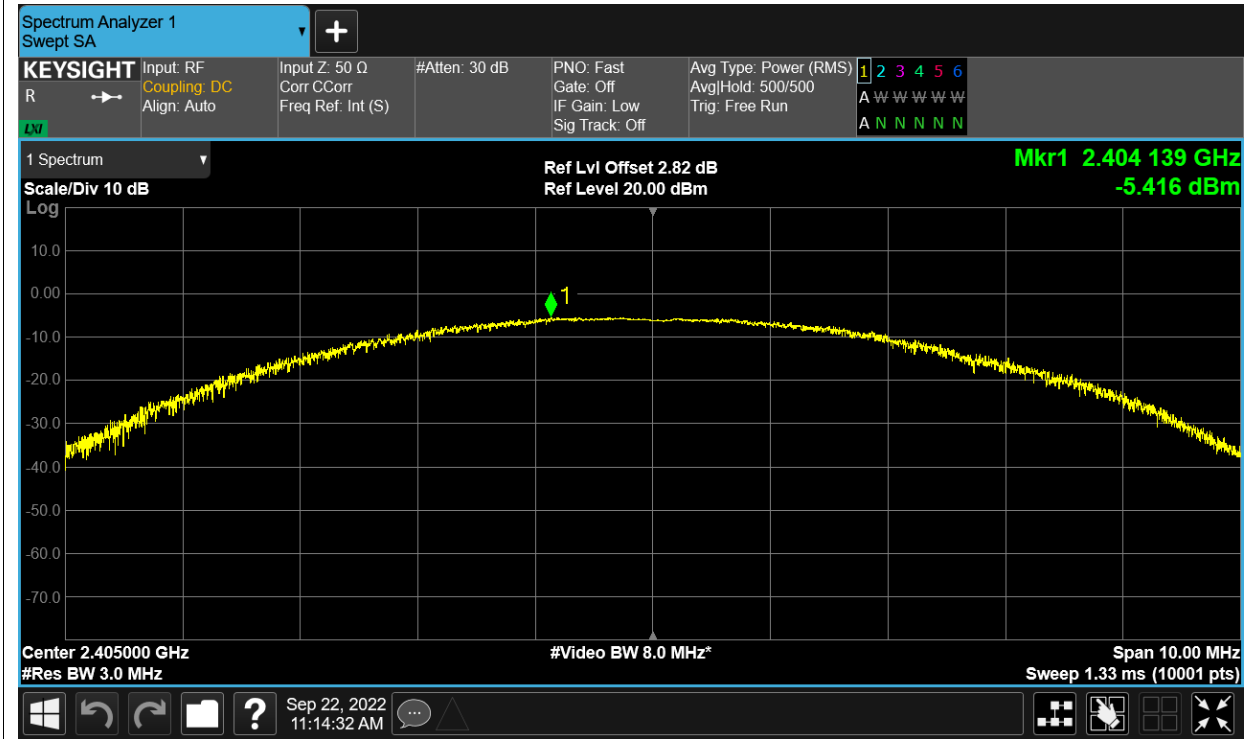 Spectrum Analyzer 1
Swept SA
KEYSIGHT
R
LXI
Input: RF
Coupling: DC
Align: Auto
Input Z: 50 Ω
Corr CCorr
Freq Ref: Int (S)
#Atten: 30 dB
PNO: Fast
Gate: Off
IF Gain: Low
Sig Track: Off
Avg Type: Power (RMS)
Avg|Hold: 500/500
Trig: Free Run
1 2 3 4 5 6
A W W W W W
A N N N N N
1 Spectrum
Scale/Div 10 dB
Log
Ref Lvl Offset 2.82 dB
Ref Level 20.00 dBm
Mkr1 2.404 139 GHz
-5.416 dBm
10.0
0.00
-10.0
-20.0
-30.0
-40.0
-50.0
-60.0
-70.0
1
Center 2.405000 GHz
#Res BW 3.0 MHz
#Video BW 8.0 MHz*
Span 10.00 MHz
Sweep 1.33 ms (10001 pts)
?
Sep 22, 2022
11:14:32 AM